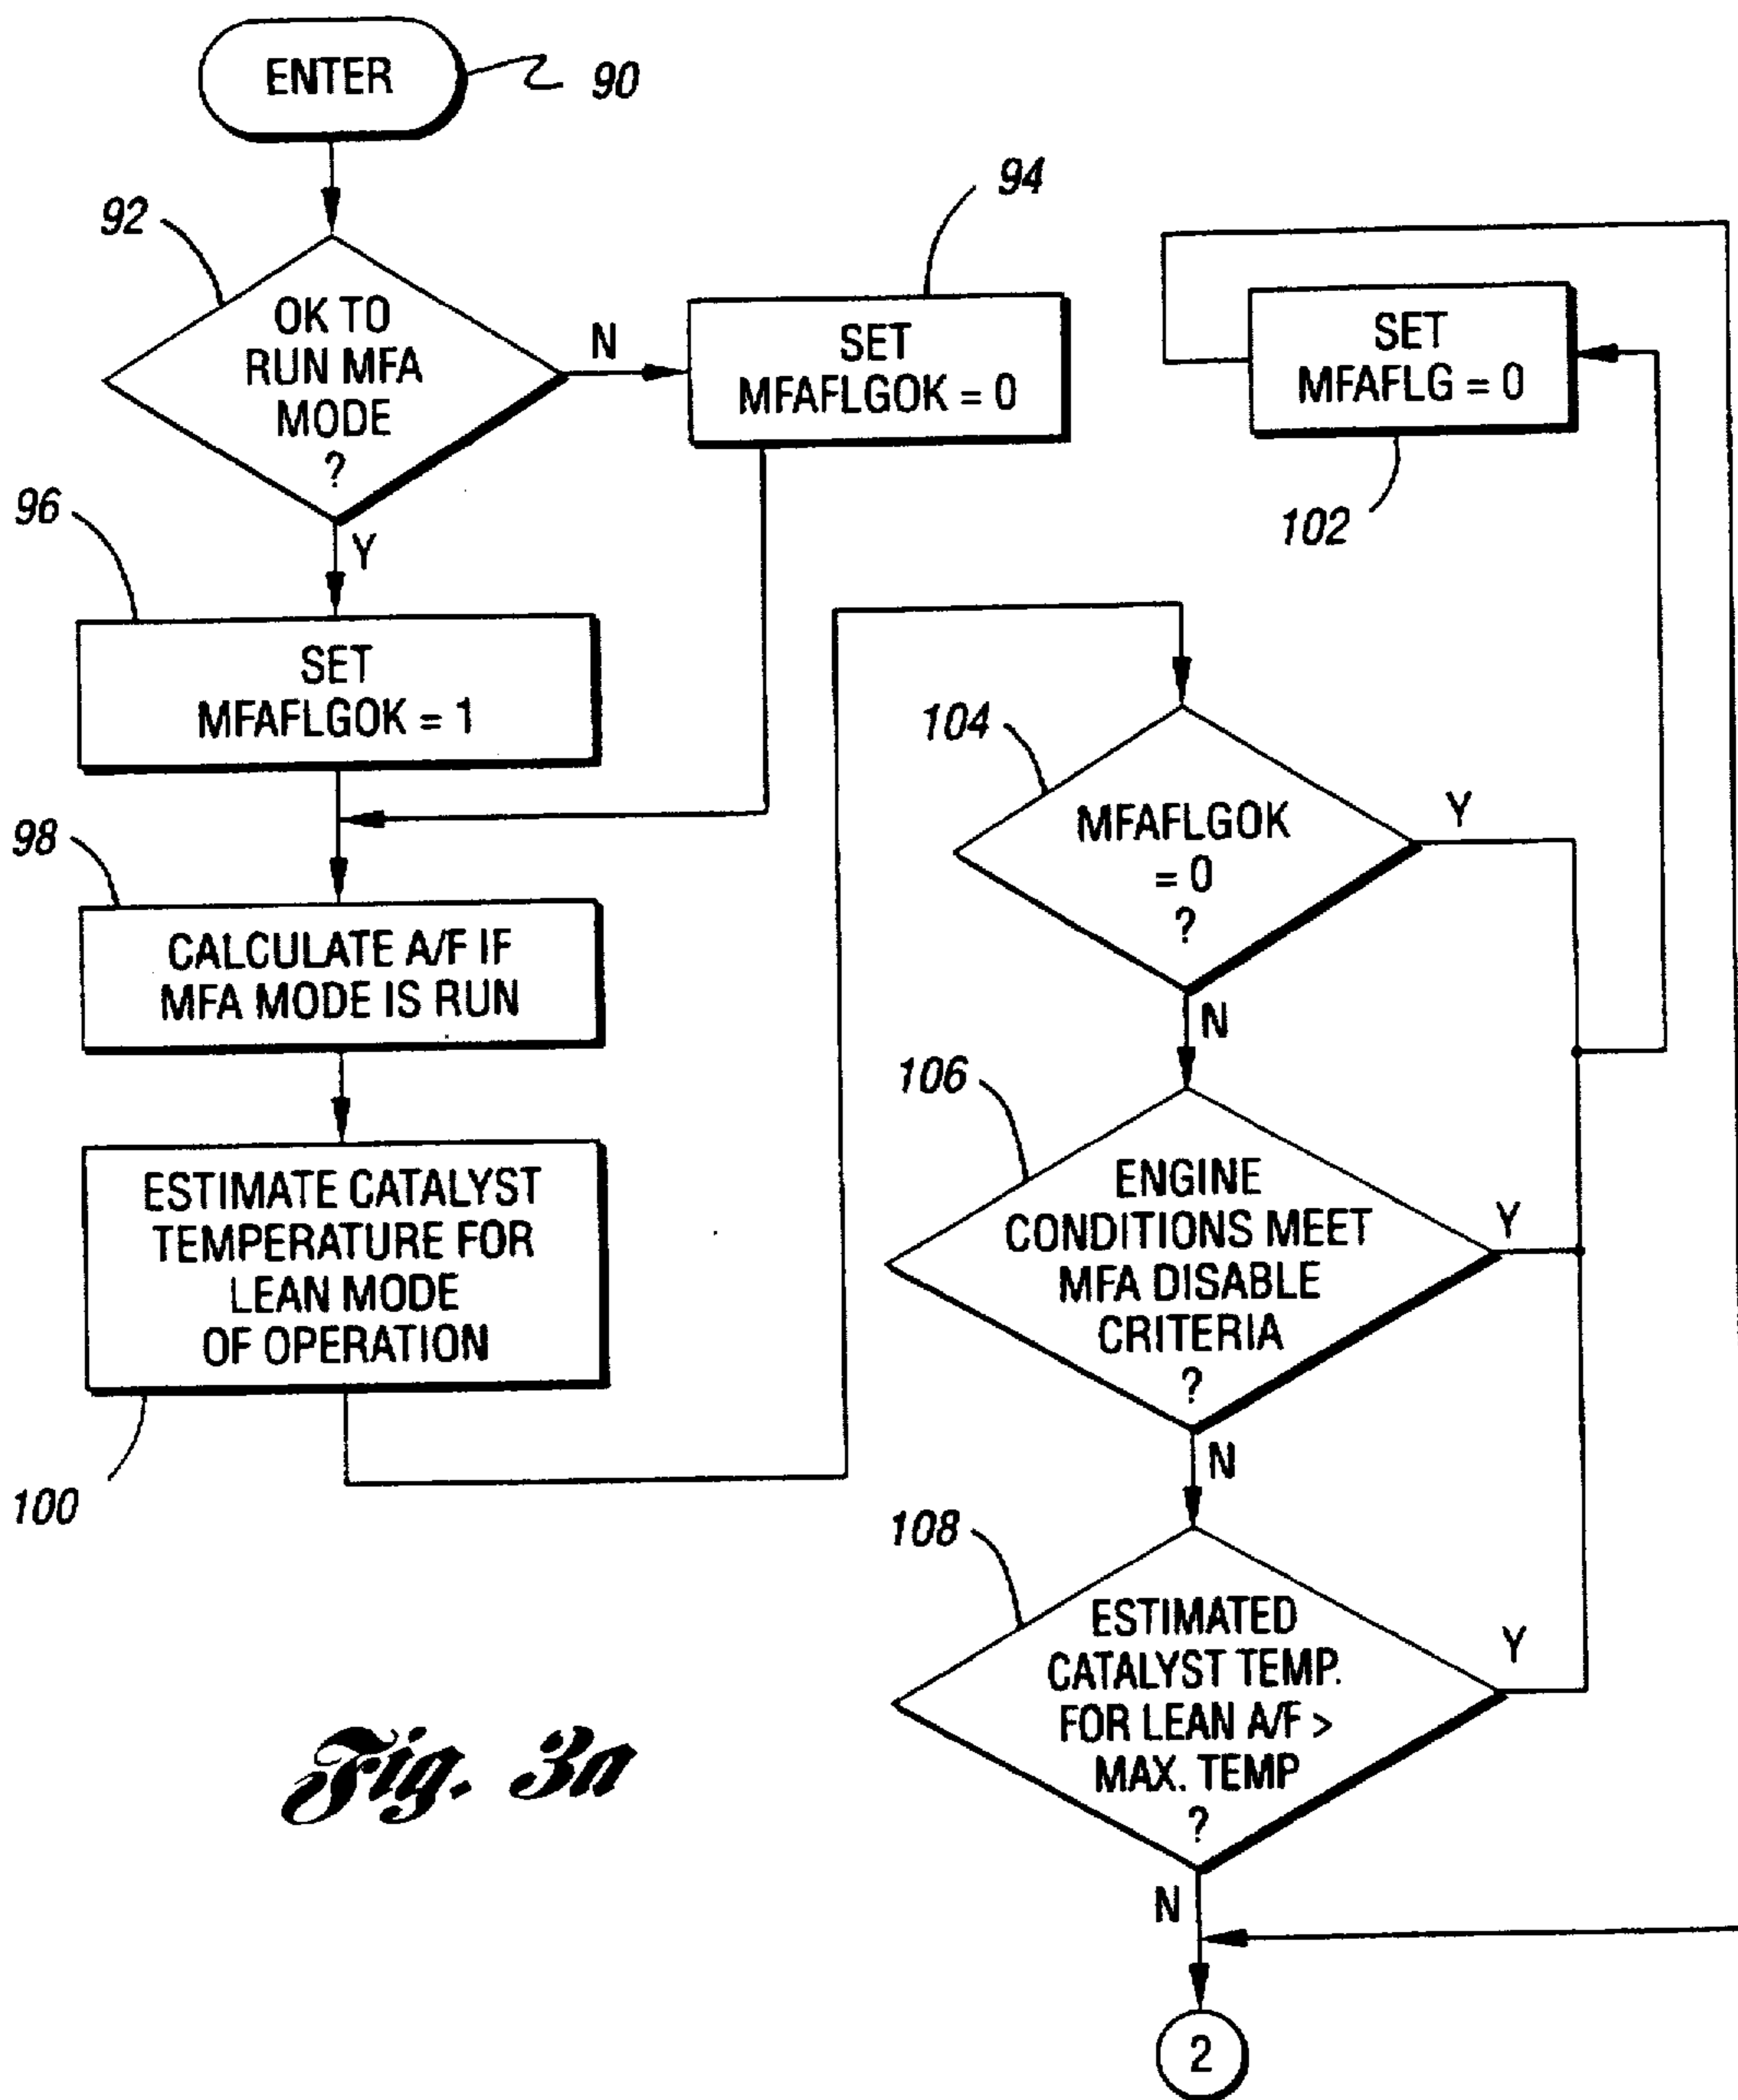 ENTER
90
92
OK TO
RUN MFA
MODE
?
N
Y
94
SET
MFAFLGOK = 0
96
SET
MFAFLGOK = 1
98
CALCULATE A/F IF
MFA MODE IS RUN
ESTIMATE CATALYST
TEMPERATURE FOR
LEAN MODE
OF OPERATION
100
SET
MFAFLG = 0
102
104
MFAFLGOK
= 0
?
Y
N
106
ENGINE
CONDITIONS MEET
MFA DISABLE
CRITERIA
?
Y
N
108
ESTIMATED
CATALYST TEMP.
FOR LEAN A/F >
MAX. TEMP
?
Y
N
2
Fig. 3a